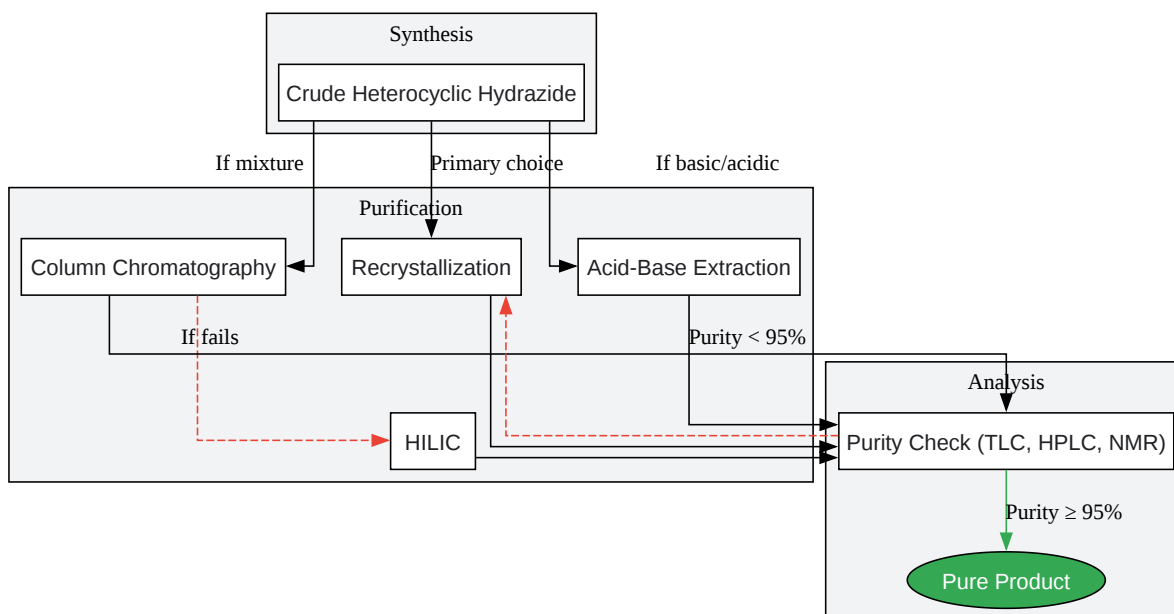 Synthesis
Crude Heterocyclic Hydrazide
If mixture
Primary choice
If basic/acidic
Purification
Column Chromatography
Recrystallization
Acid-Base Extraction
If fails
Purity < 95%
Analysis
HILIC
Purity Check (TLC, HPLC, NMR)
Purity ≥ 95%
Pure Product